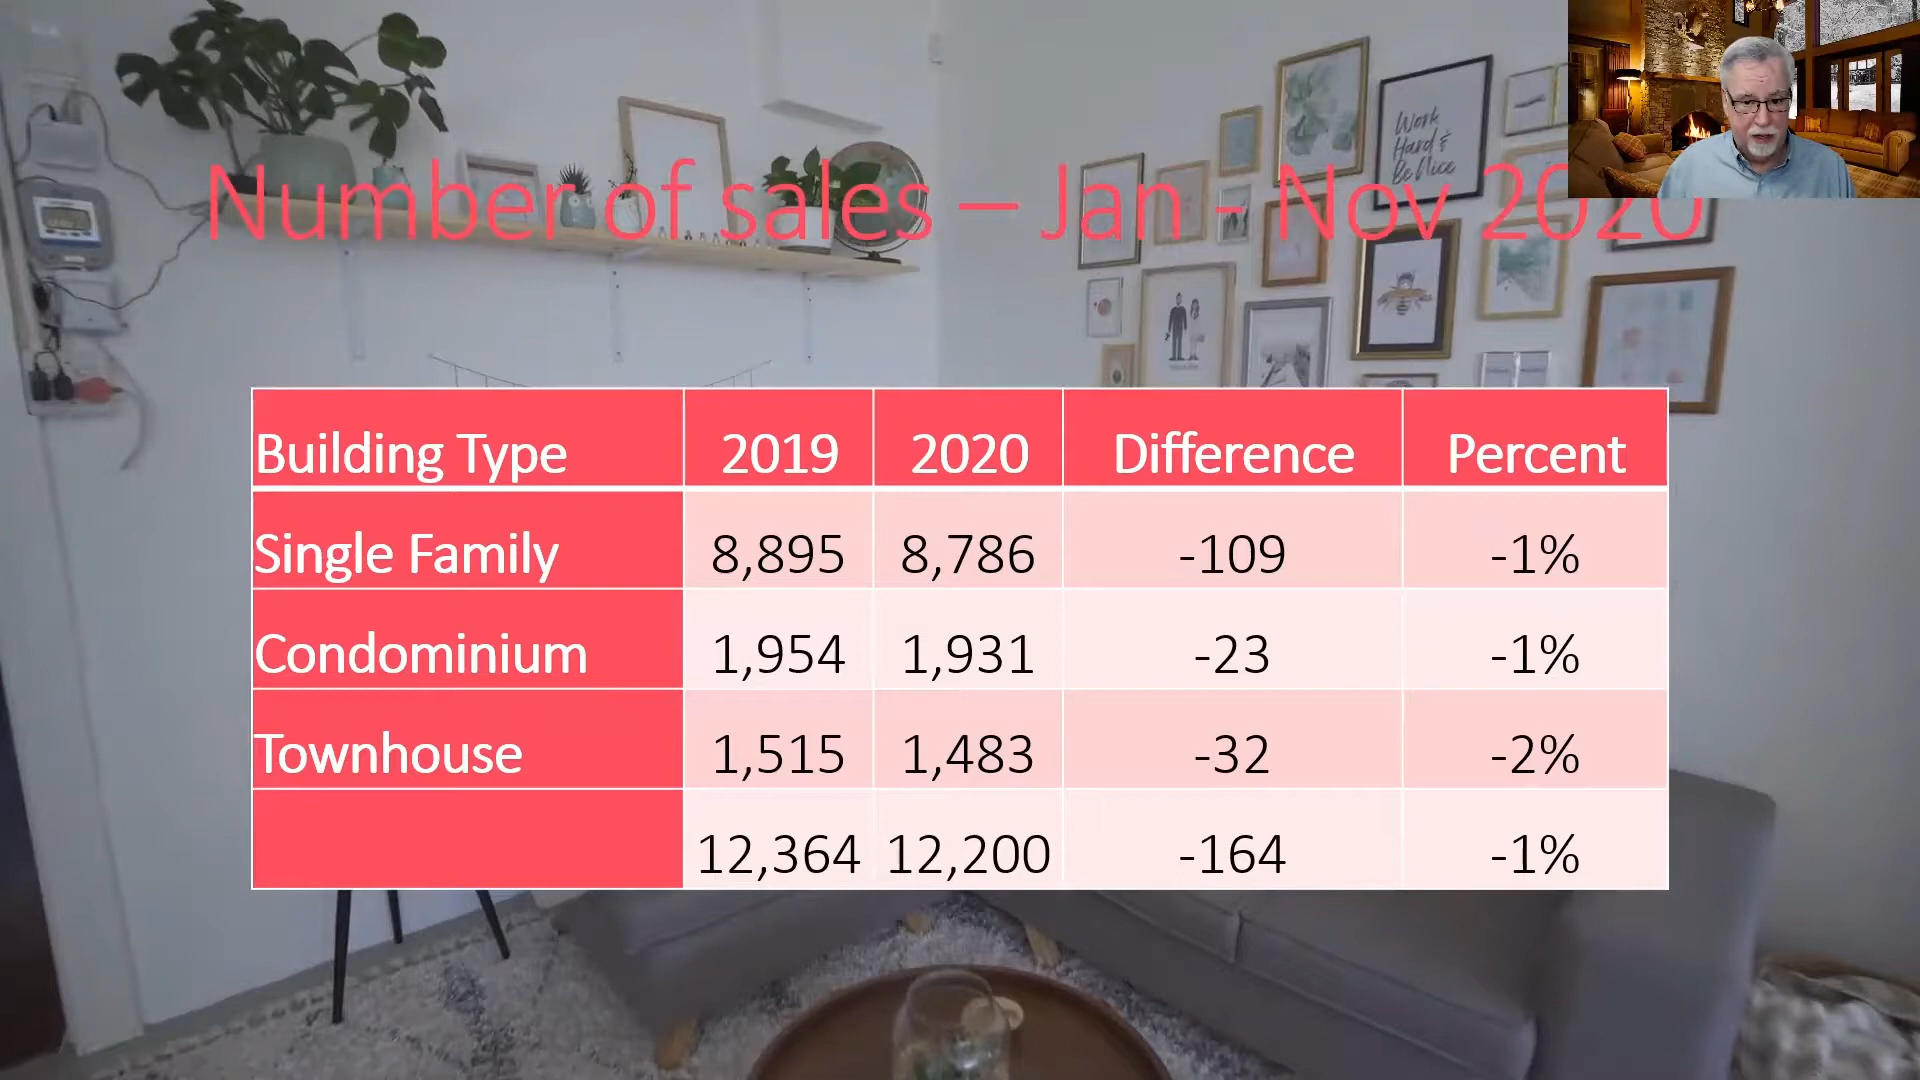 Work
Hard &
Be Nice
Number of sales – Jan - Nov 2020
Building Type 2019 2020 Difference Percent
Single Family 8,895 8,786 -109 -1%
Condominium 1,954 1,931 -23 -1%
Townhouse 1,515 1,483 -32 -2%
12,364 12,200 -164 -1%